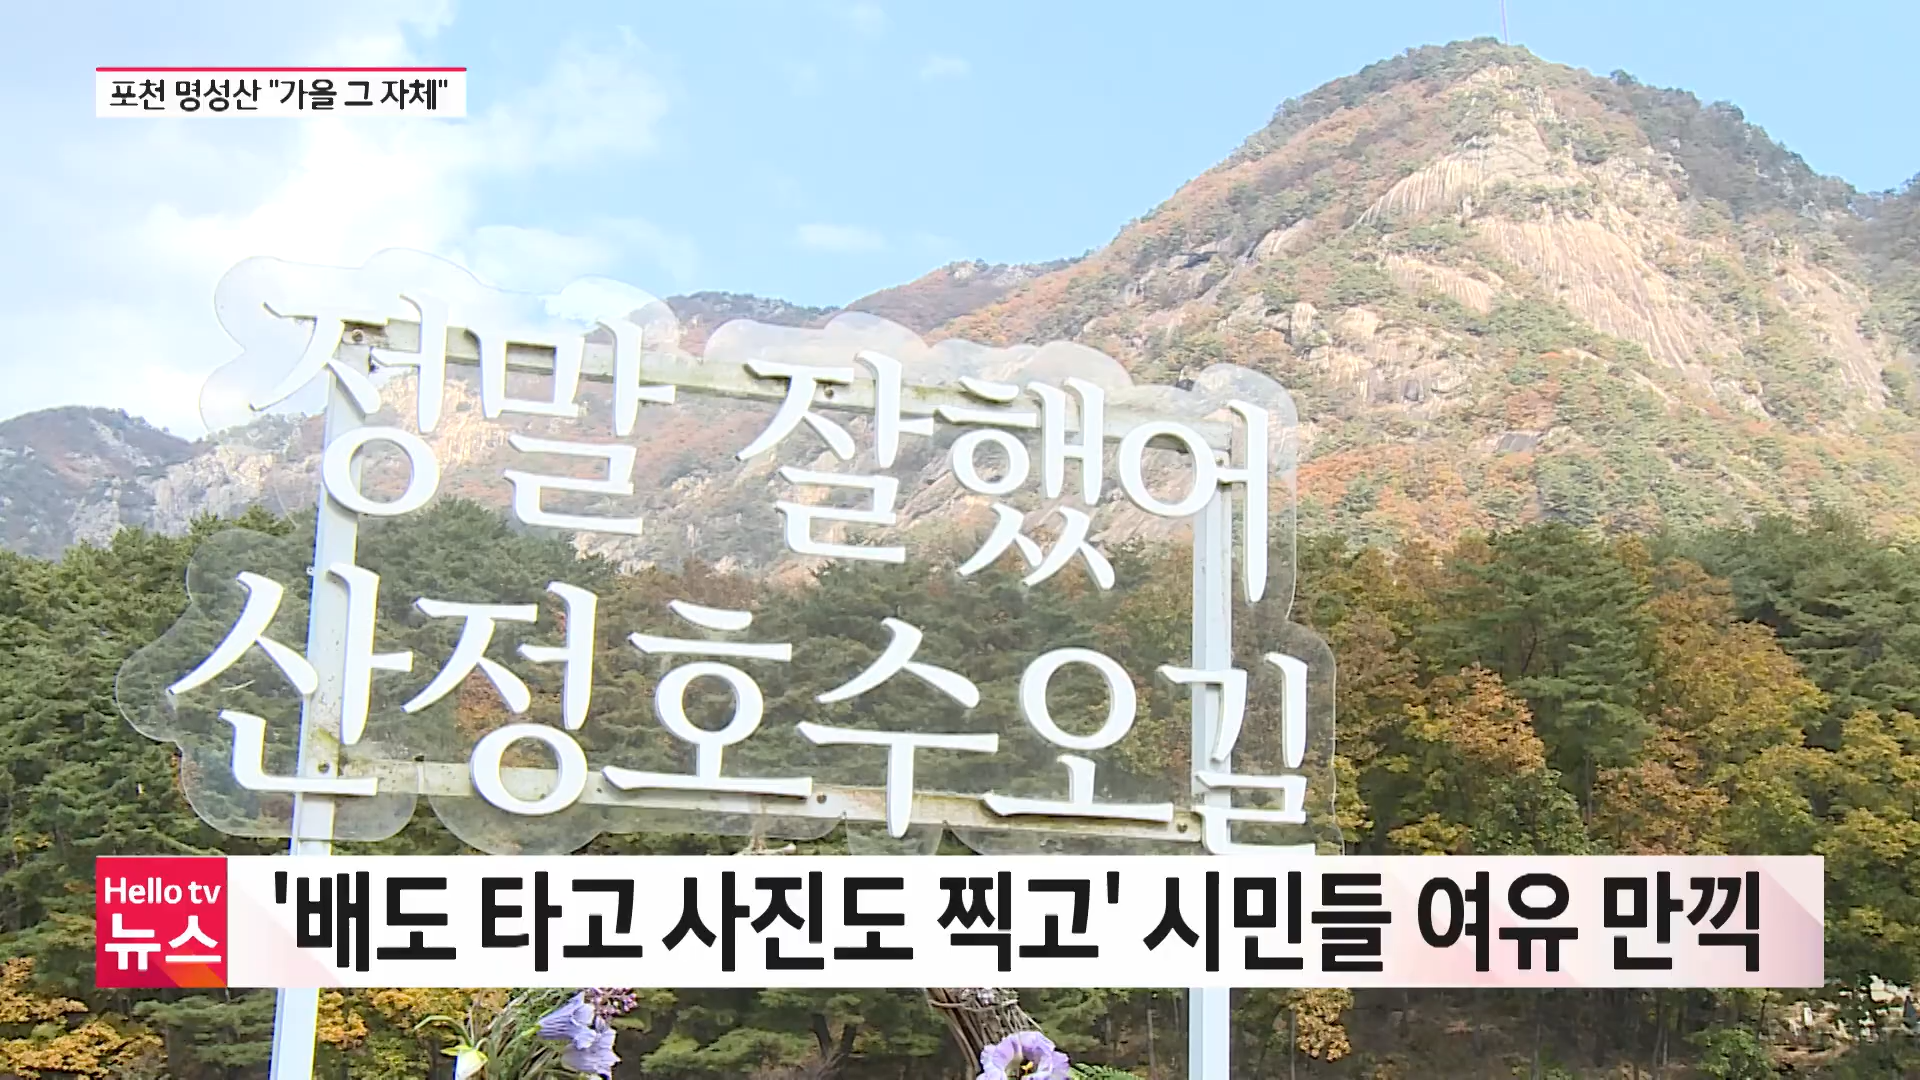 포천 명성산 "가을 그 자체"
정말 잘했어
산정호수오길
Hello tv
뉴스
'배도 타고 사진도 찍고' 시민들 여유 만끽